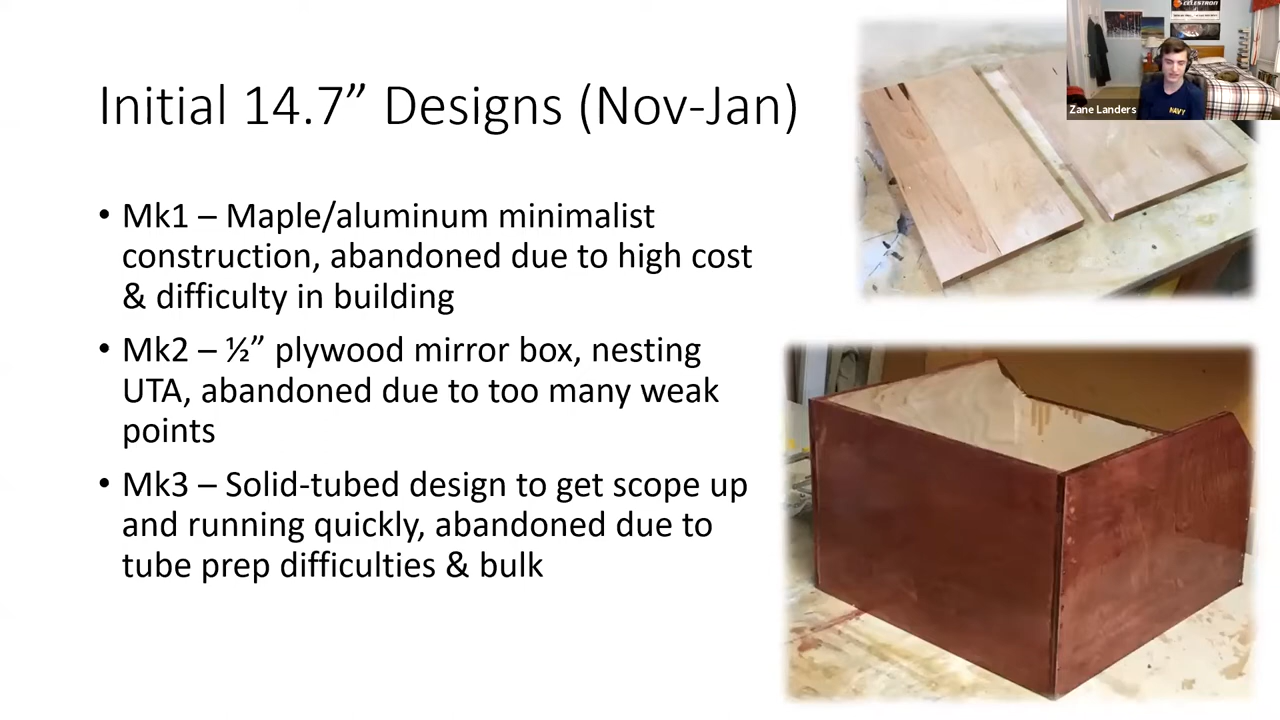 CELESTRON
Zane Landers
NAVY
Initial 14.7” Designs (Nov-Jan)
• Mk1 – Maple/aluminum minimalist
construction, abandoned due to high cost
& difficulty in building
• Mk2 – ½” plywood mirror box, nesting
UTA, abandoned due to too many weak
points
• Mk3 – Solid-tubed design to get scope up
and running quickly, abandoned due to
tube prep difficulties & bulk